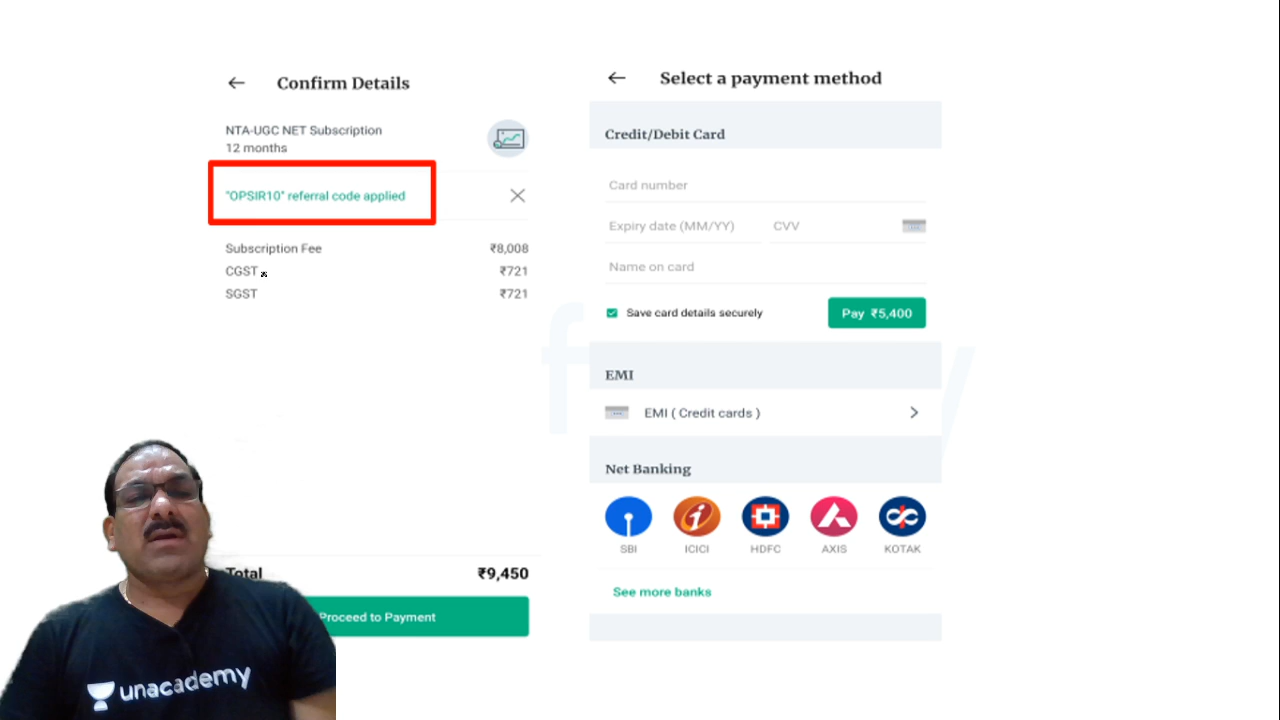 Confirm Details
NTA-UGC NET Subscription
12 months
"OPSIR10" referral code applied
Subscription Fee ₹8,008
CGST ₹721
SGST ₹721
Total ₹9,450
Proceed to Payment
unacademy
Select a payment method
Credit/Debit Card
Card number
Expiry date (MM/YY) CVV
Name on card
Save card details securely Pay ₹5,400
EMI
EMI ( Credit cards )
Net Banking
SBI ICICI HDFC AXIS KOTAK
See more banks